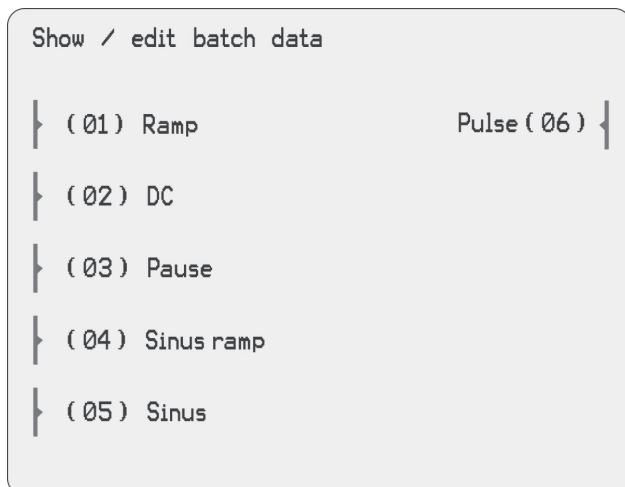 Show / edit batch data
(01) Ramp
Pulse (06)
(02) DC
(03) Pause
(04) Sinus ramp
(05) Sinus